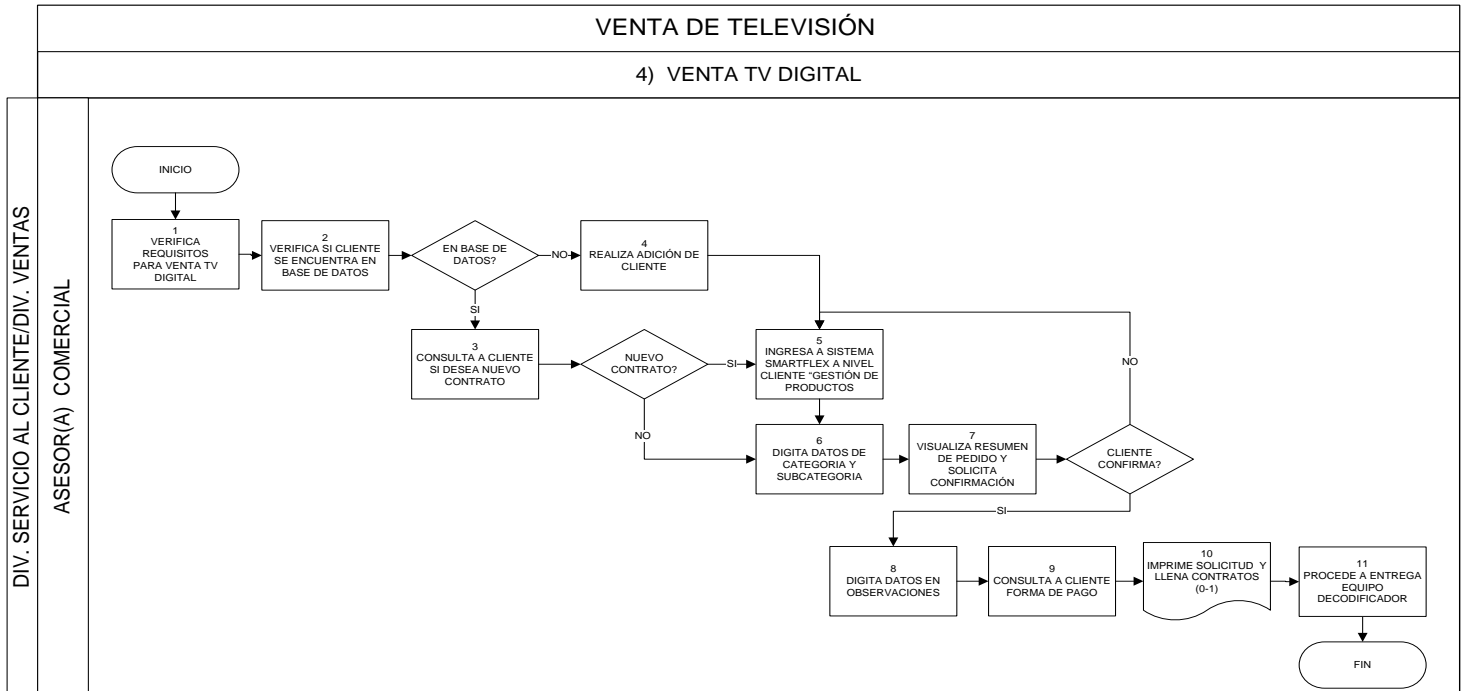 VENTA DE TELEVISIÓN
4) VENTA TV DIGITAL
DIV. SERVICIO AL CLIENTE/DIV. VENTAS
ASESOR(A) COMERCIAL
INICIO
1
VERIFICA
REQUISITOS
PARA VENTA TV
DIGITAL
2
VERIFICA SI CLIENTE
SE ENCUENTRA EN
BASE DE DATOS
EN BASE DE
DATOS?
NO
4
REALIZA ADICIÓN DE
CLIENTE
SI
3
CONSULTA A CLIENTE
SI DESEA NUEVO
CONTRATO
NUEVO
CONTRATO?
SI
5
INGRESA A SISTEMA
SMARTFLEX A NIVEL
CLIENTE “GESTIÓN DE
PRODUCTOS
NO
NO
6
DIGITA DATOS DE
CATEGORIA Y
SUBCATEGORIA
7
VISUALIZA RESUMEN
DE PEDIDO Y
SOLICITA
CONFIRMACIÓN
CLIENTE
CONFIRMA?
SI
8
DIGITA DATOS EN
OBSERVACIONES
9
CONSULTA A CLIENTE
FORMA DE PAGO
10
IMPRIME SOLICITUD Y
LLENA CONTRATOS
(0-1)
11
PROCEDE A ENTREGA
EQUIPO
DECODIFICADOR
FIN